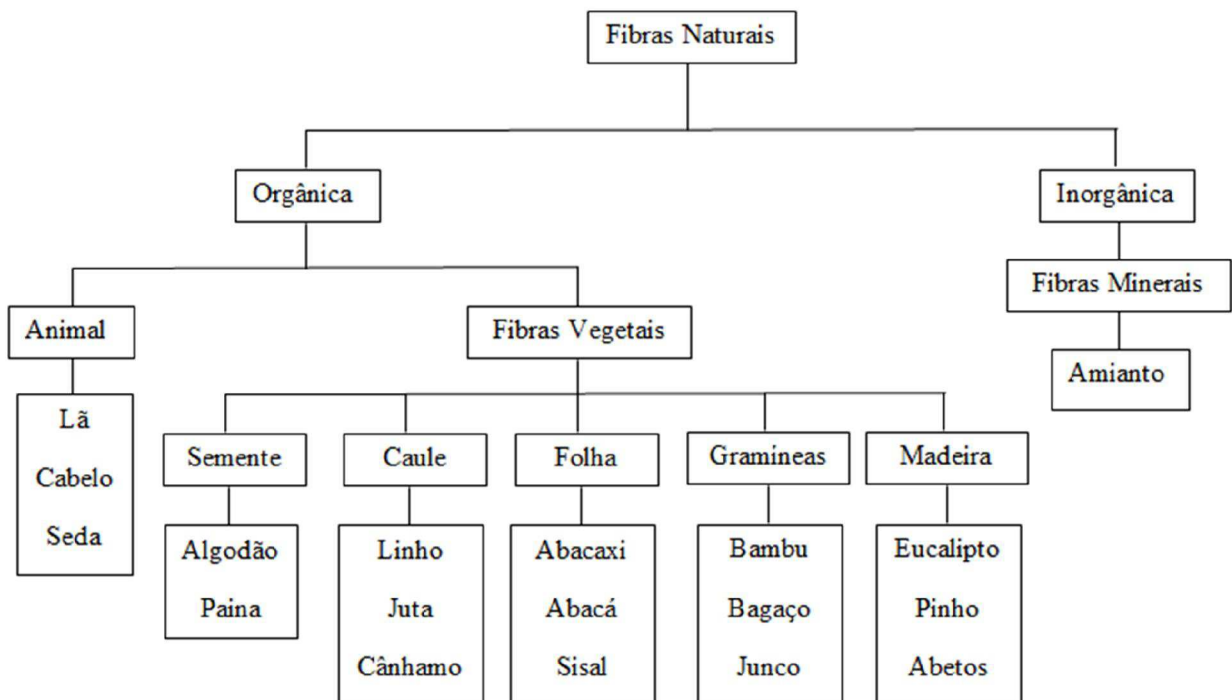 Fibras Naturais
Orgânica
Inorgânica
Fibras Minerais
Amianto
Animal
Fibras Vegetais
Lã
Cabelo
Seda
Semente
Caule
Folha
Gramíneas
Madeira
Algodão
Paina
Linho
Juta
Cânhamo
Abacaxi
Abacá
Sisal
Bambu
Bagaço
Junco
Eucalipto
Pinho
Abetos